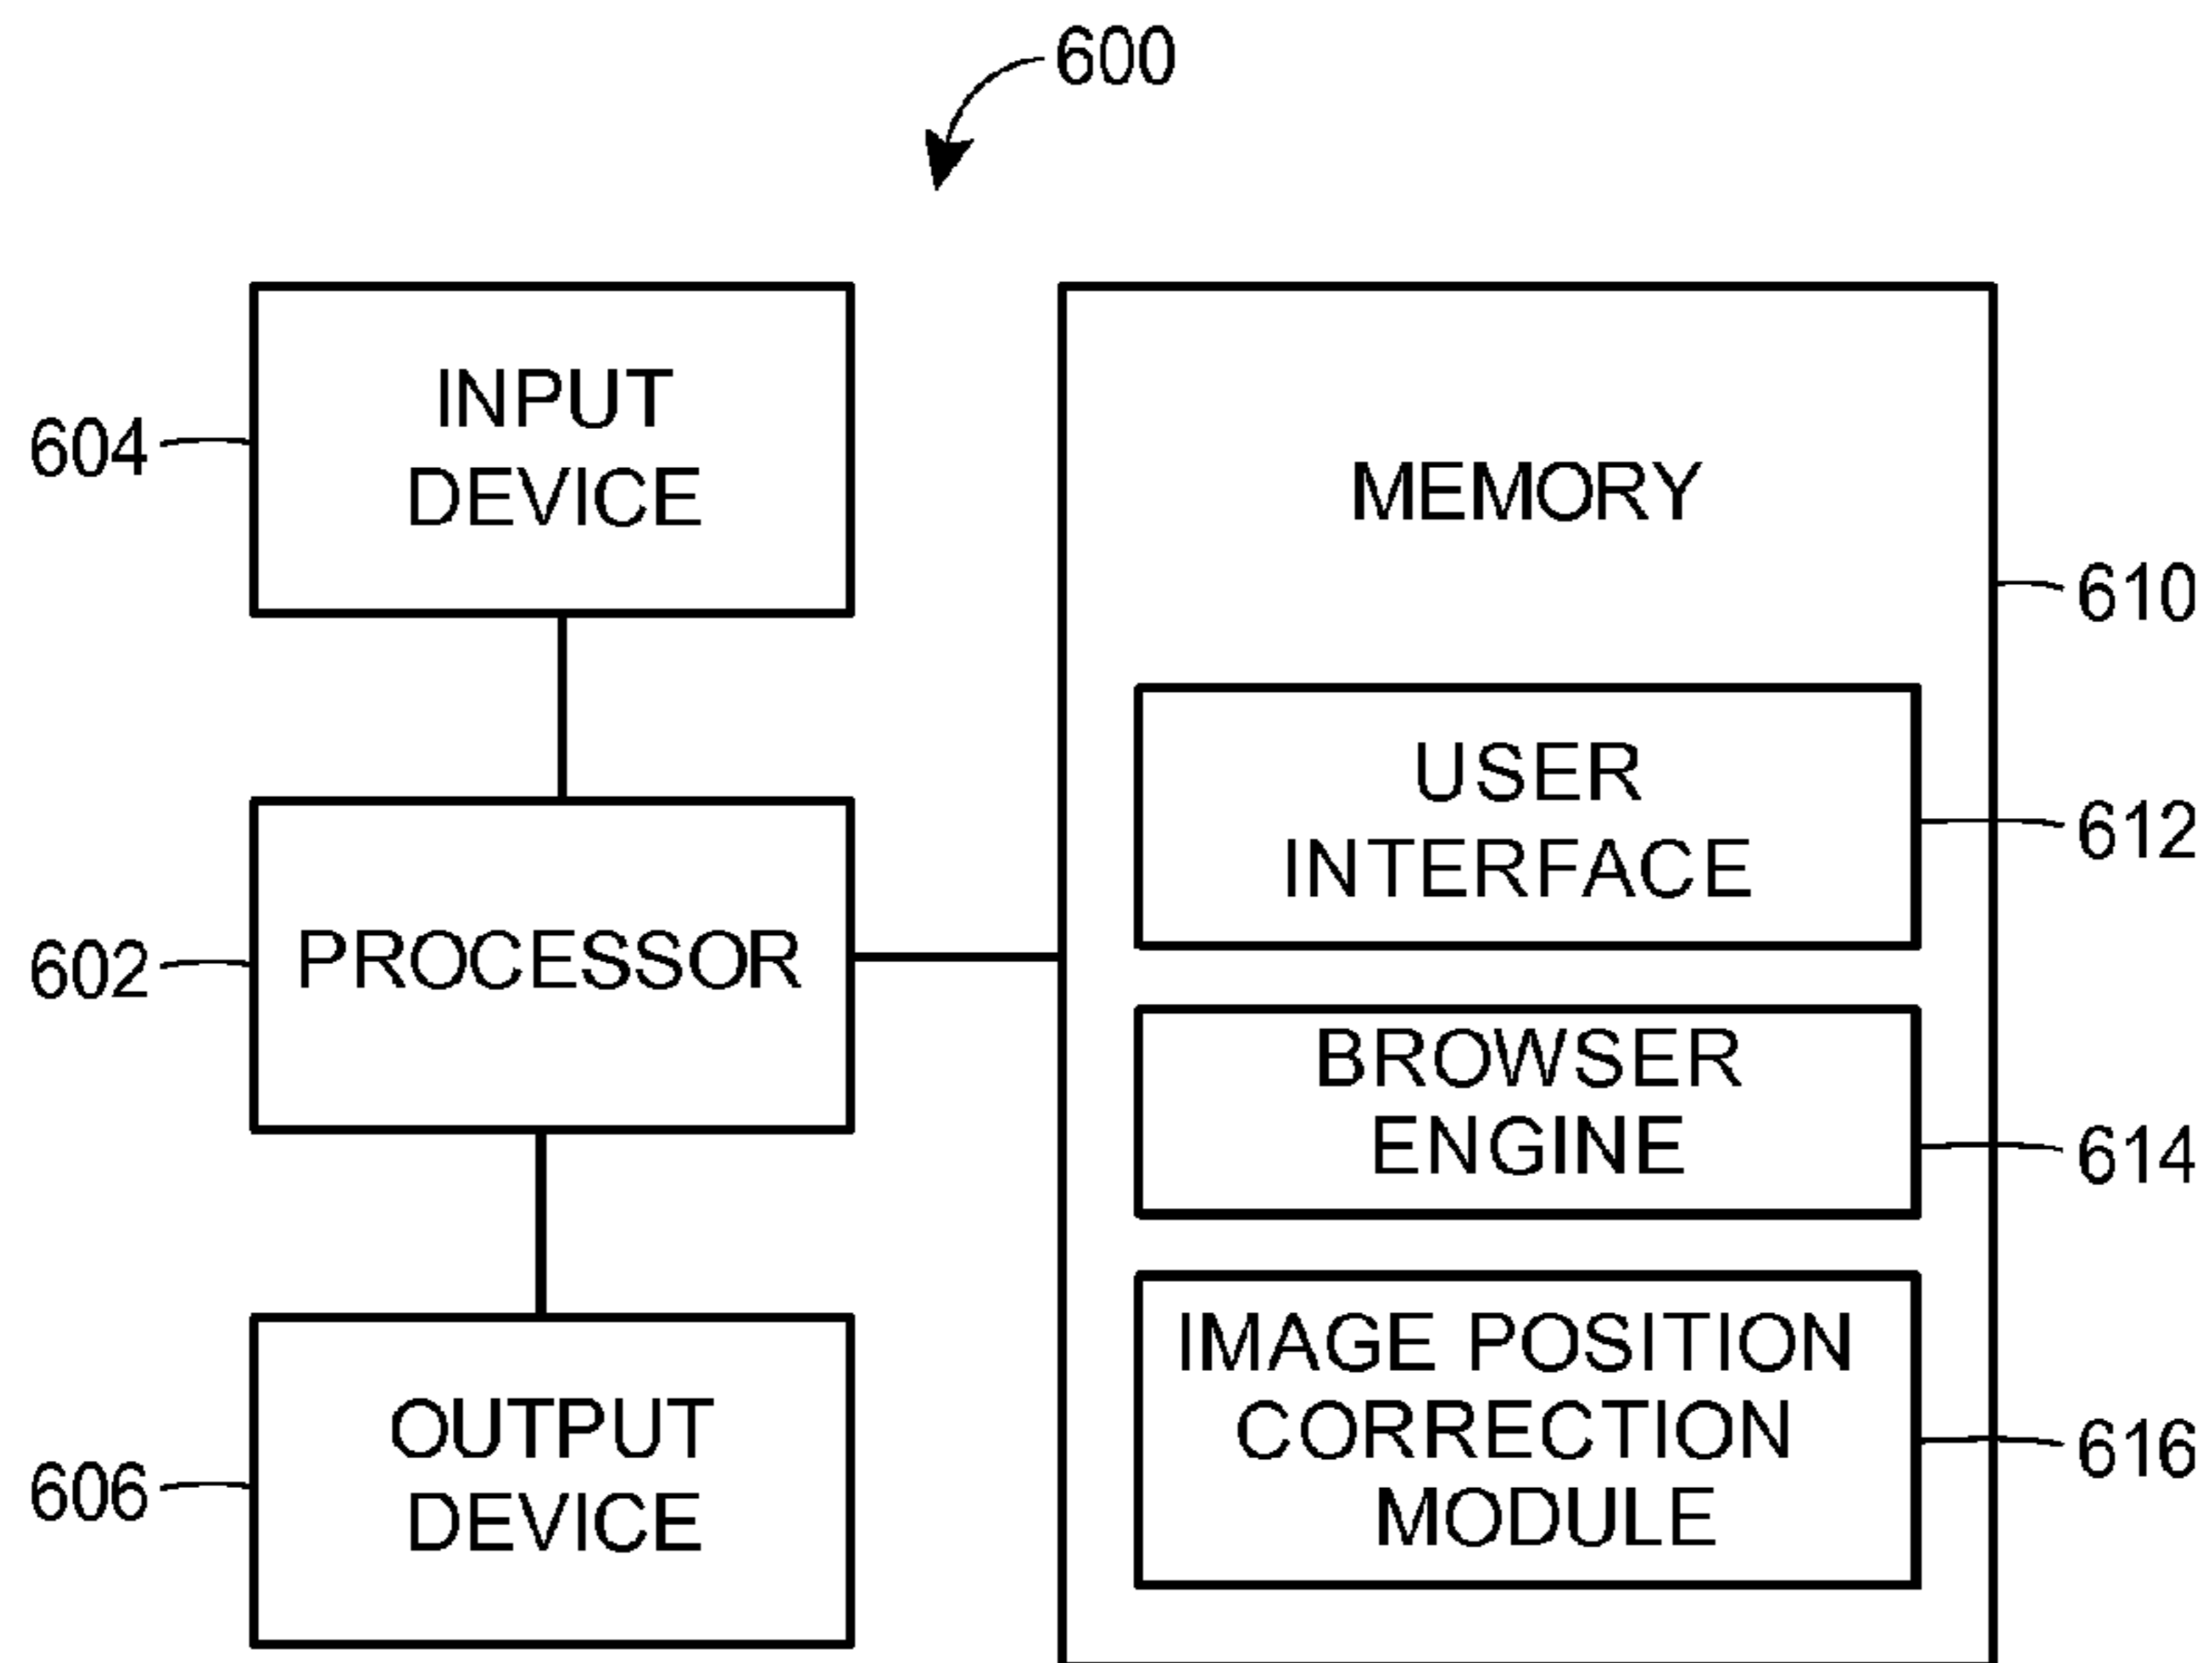 600
604
INPUT
DEVICE
602
PROCESSOR
606
OUTPUT
DEVICE
MEMORY
610
USER
INTERFACE
612
BROWSER
ENGINE
614
IMAGE POSITION
CORRECTION
MODULE
616